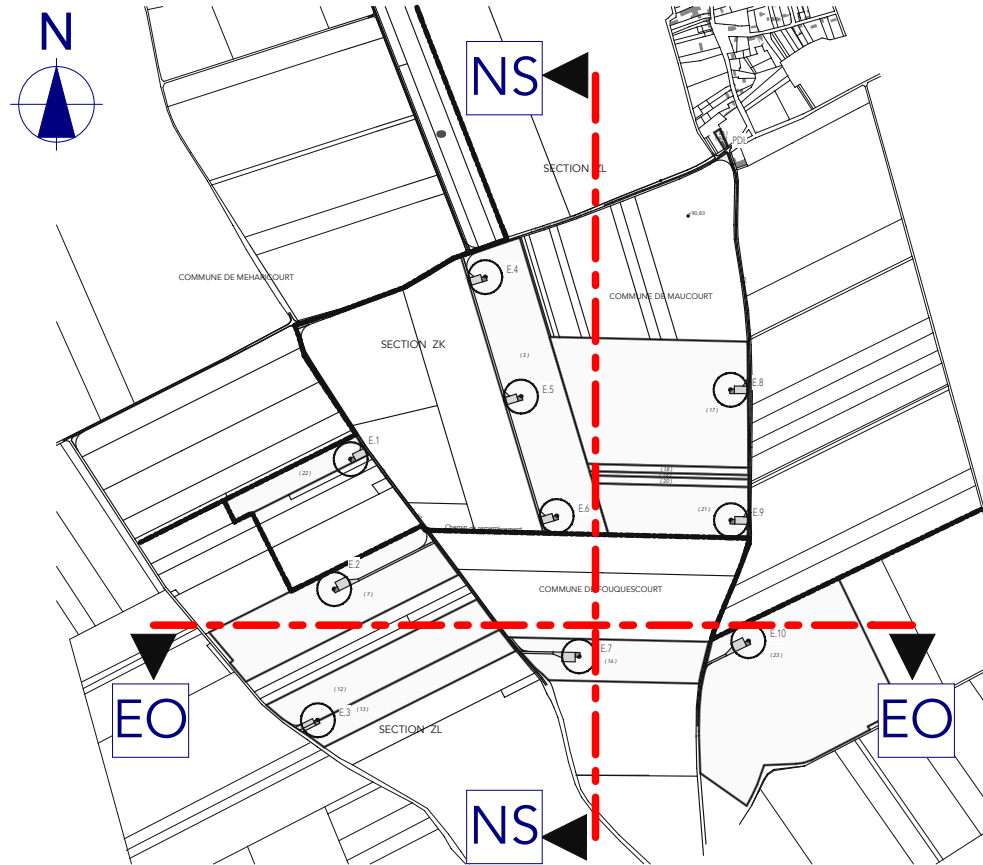 N
NS
PDL
SECTION ZL
+90,83
E.4
COMMUNE DE MEHARICOURT
COMMUNE DE MAUCOURT
SECTION ZK
(3)
E.8
E.5
(17)
E.1
(22)
(18)
(20)
E.6
(21)
E.9
Chemin de remembrement
E.2
(7)
COMMUNE DE FOUQUESCOURT
E.7
(16)
E.10
(23)
(12)
E.3
(13)
SECTION ZL
EO
EO
NS